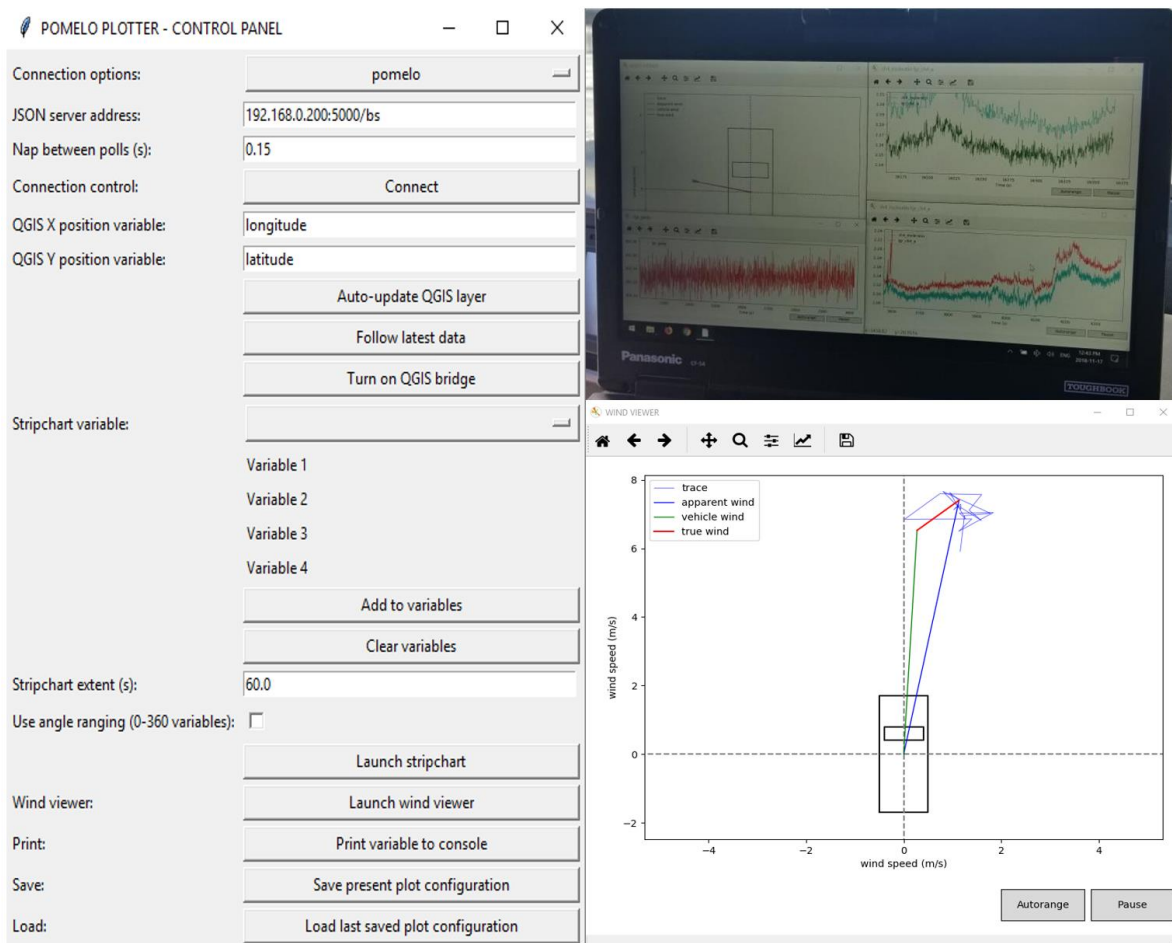 POMELO PLOTTER - CONTROL PANEL
Connection options: pomelo
JSON server address: 192.168.0.200:5000/bs
Nap between polls (s): 0.15
Connection control: Connect
QGIS X position variable: longitude
QGIS Y position variable: latitude
Auto-update QGIS layer
Follow latest data
Turn on QGIS bridge
Stripchart variable:
Variable 1
Variable 2
Variable 3
Variable 4
Add to variables
Clear variables
Stripchart extent (s): 60.0
Use angle ranging (0-360 variables):
Launch stripchart
Wind viewer: Launch wind viewer
Print: Print variable to console
Save: Save present plot configuration
Load: Load last saved plot configuration
Panasonic
TOUGHBOOK
WIND VIEWER
trace
apparent wind
vehicle wind
true wind
8
6
4
2
0
−2
wind speed (m/s)
−4 −2 0 2 4
wind speed (m/s)
Autorange Pause